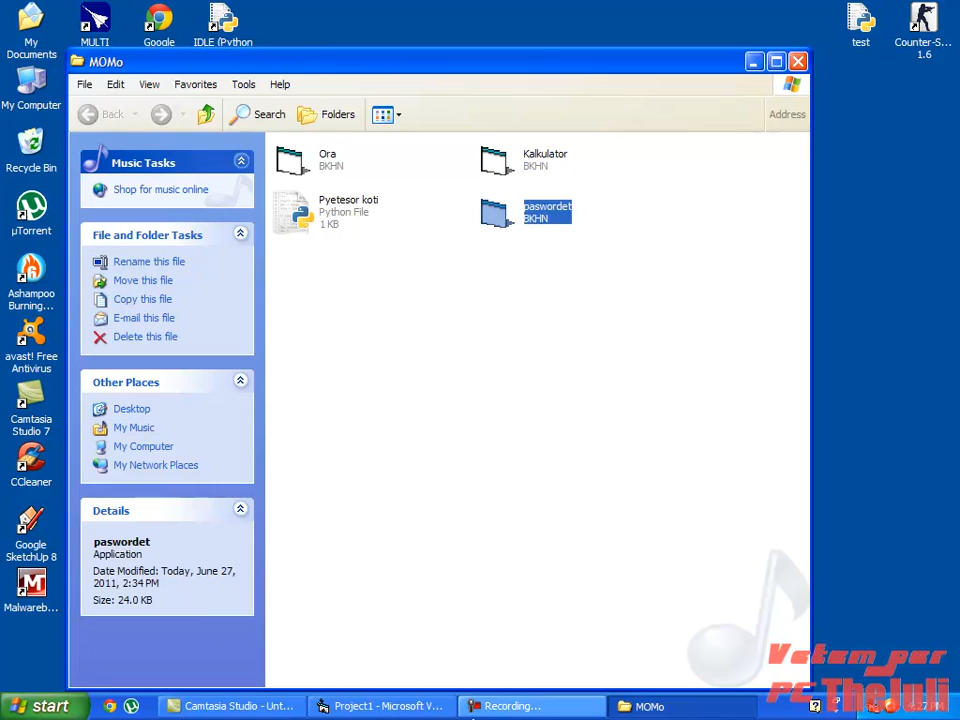 My Documents
MULTI
Google
IDLE (Python
test
Counter-S... 1.6
MOMo
File Edit View Favorites Tools Help
Back Search Folders Address
My Computer
Recycle Bin
µTorrent
Ashampoo Burning...
avast! Free Antivirus
Camtasia Studio 7
CCleaner
Google SketchUp 8
Malwareb...
Music Tasks
Shop for music online
File and Folder Tasks
Rename this file
Move this file
Copy this file
E-mail this file
Delete this file
Other Places
Desktop
My Music
My Computer
My Network Places
Details
paswordet
Application
Date Modified: Today, June 27,
2011, 2:34 PM
Size: 24.0 KB
Ora
BKHN
Kalkulator
BKHN
Pyetesor koti
Python File
1 KB
paswordet
BKHN
Vetem per
PC TheJuli
start
Camtasia Studio - Unt...
Project1 - Microsoft V...
Recording...
MOMo